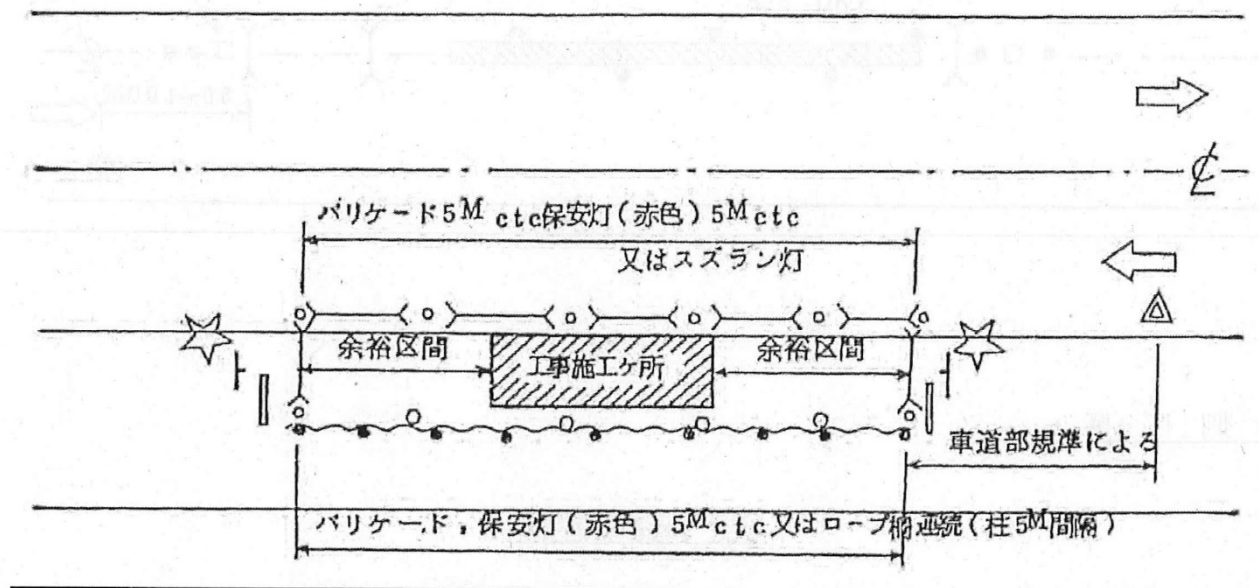 バリケード5M ctc保安灯(赤色)5Mctc
又はスズラン灯
余裕区間
工事施工ヶ所
余裕区間
車道部規準による
バリケード,保安灯(赤色)5Mctc又はロープ柵連続(柱5M間隔)